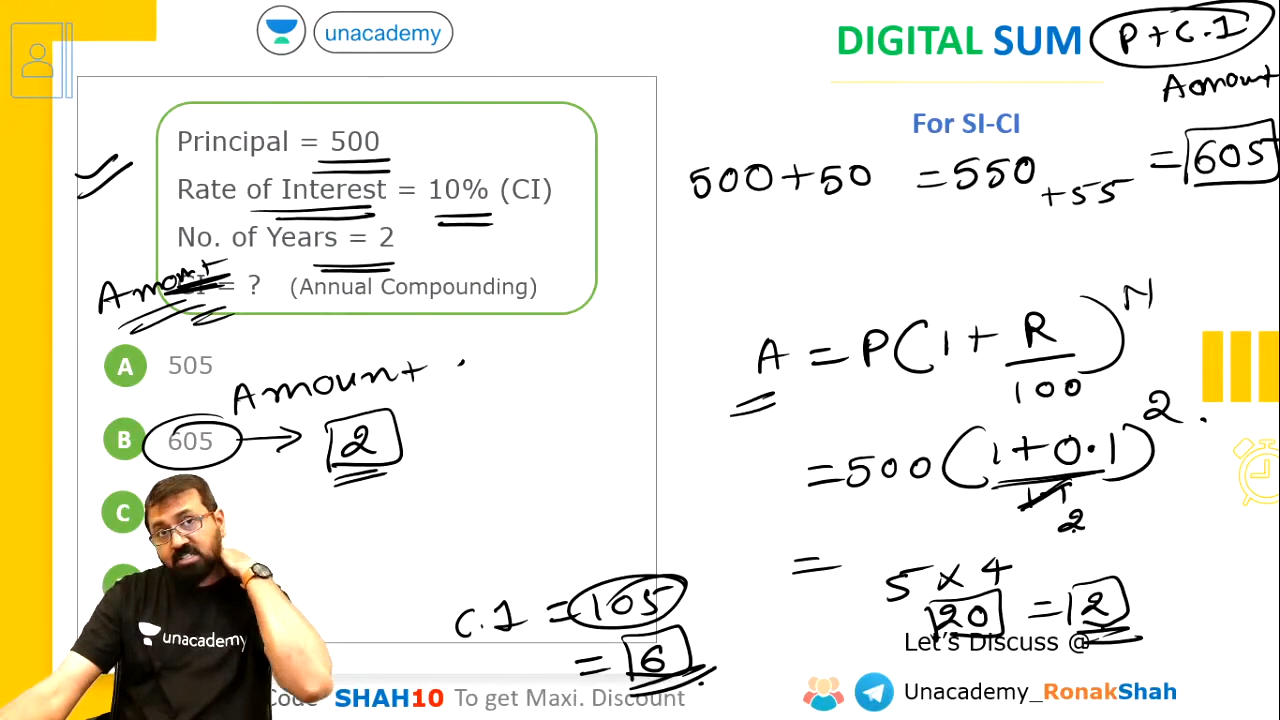 unacademy
DIGITAL SUM
P + C.I
Amount
For SI-CI
Principal = 500
Rate of Interest = 10% (CI)
No. of Years = 2
CI = ? (Annual Compounding)
Amount
500+50 = 550 +55 = 605
A = P(1 + R/100)^N
= 500 (1+0.1)^2
2
= 5 x 4
20 = 2
A 505
Amount
B 605 → 2
C
C.I = 105
= 6
unacademy
Let's Discuss @
Unacademy_RonakShah
SHAH10 To get Maxi. Discount